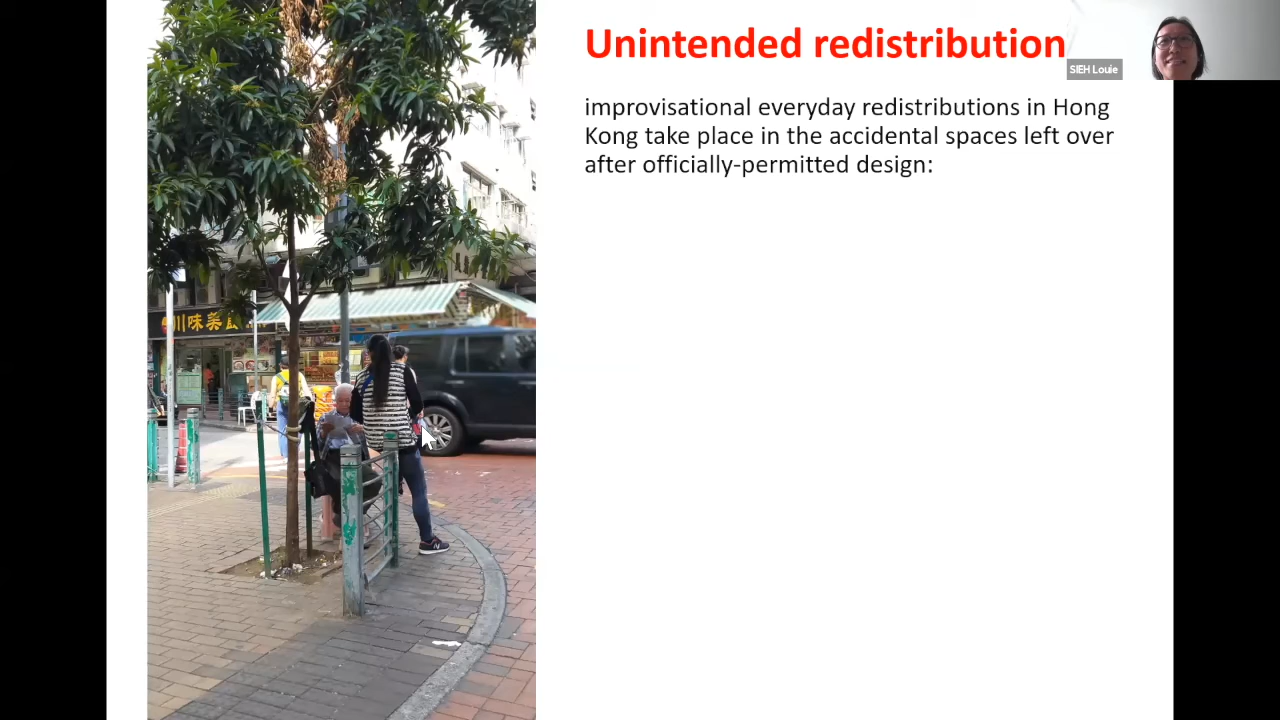 Unintended redistribution
SIEH Louie
improvisational everyday redistributions in Hong
Kong take place in the accidental spaces left over
after officially-permitted design:
川味美